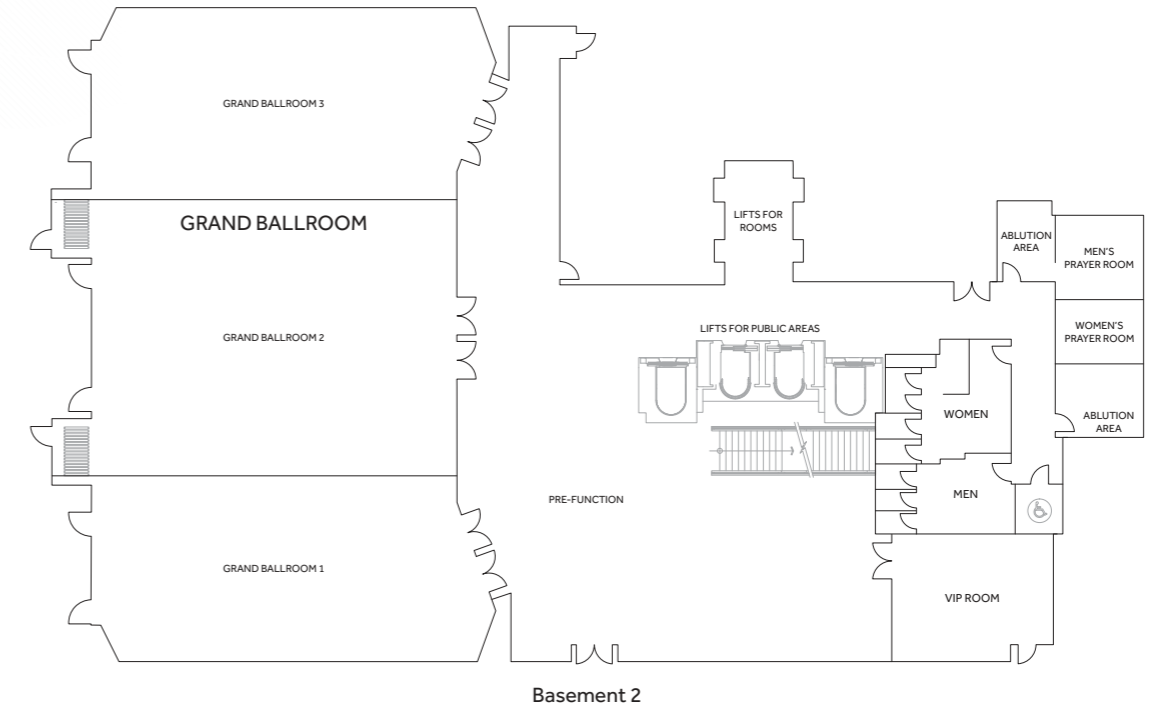 GRAND BALLROOM 3
GRAND BALLROOM
LIFTS FOR
ROOMS
ABLUTION
AREA
MEN'S
PRAYER ROOM
GRAND BALLROOM 2
LIFTS FOR PUBLIC AREAS
WOMEN'S
PRAYER ROOM
WOMEN
ABLUTION
AREA
PRE-FUNCTION
MEN
GRAND BALLROOM 1
VIP ROOM
Basement 2